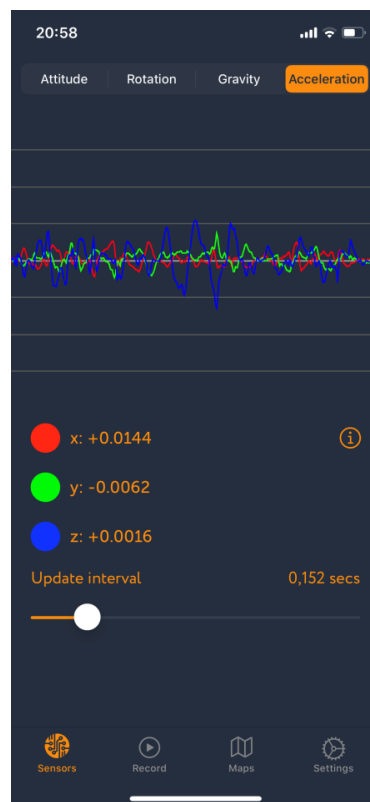 20:58
Attitude Rotation Gravity Acceleration
x: +0.0144
y: -0.0062
z: +0.0016
Update interval 0,152 secs
Sensors Record Maps Settings